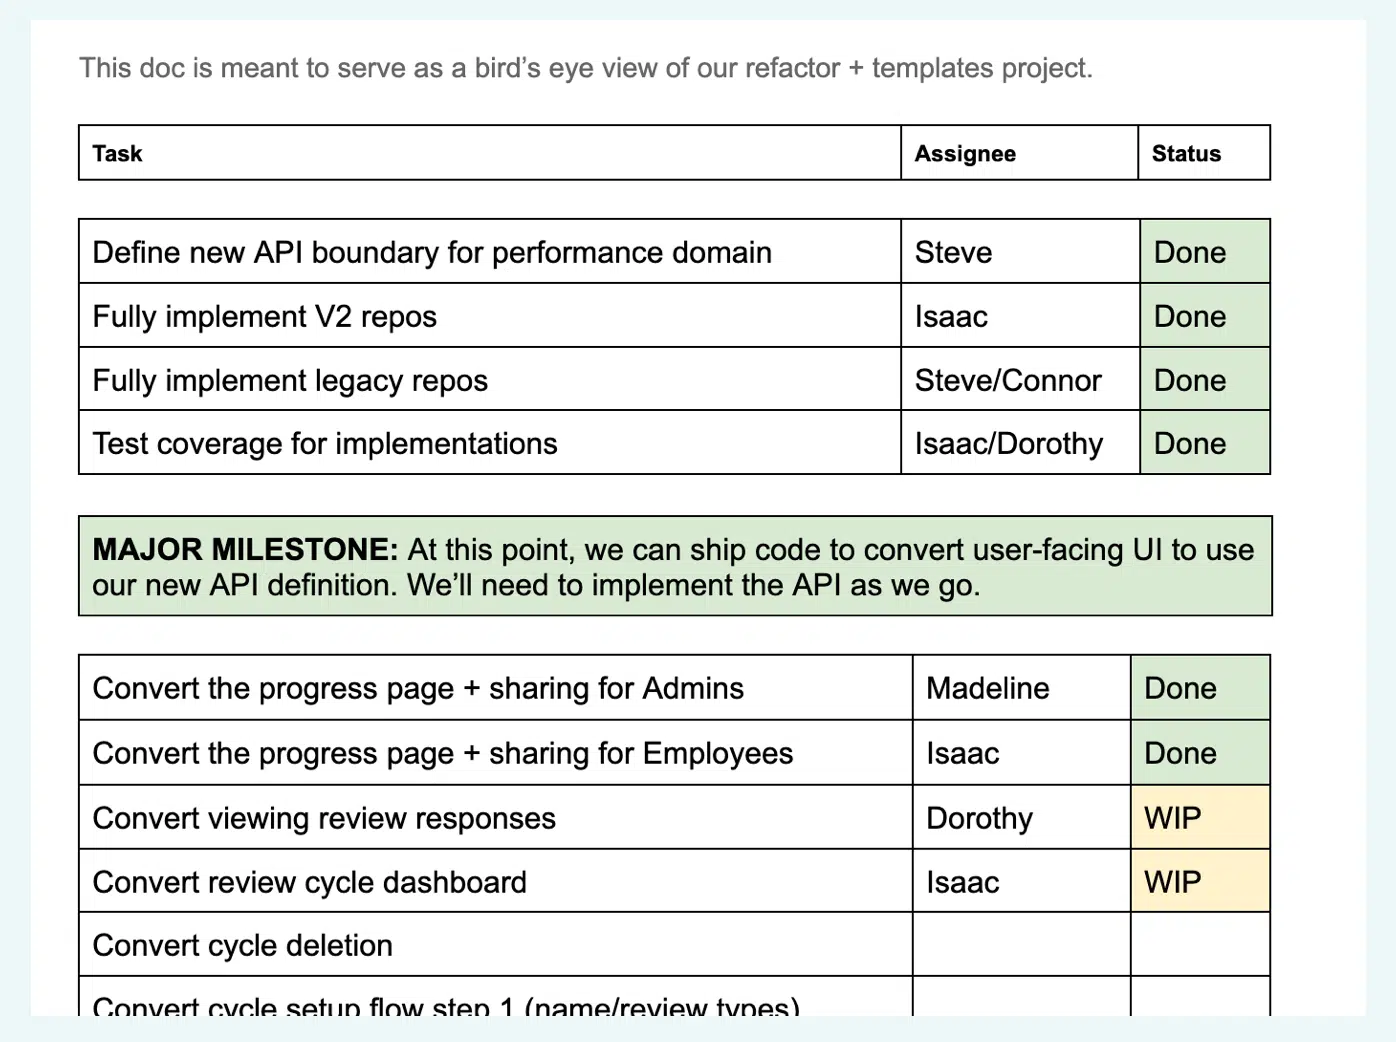 This doc is meant to serve as a bird’s eye view of our refactor + templates project.
Task Assignee Status
Define new API boundary for performance domain Steve Done
Fully implement V2 repos Isaac Done
Fully implement legacy repos Steve/Connor Done
Test coverage for implementations Isaac/Dorothy Done
MAJOR MILESTONE: At this point, we can ship code to convert user-facing UI to use
our new API definition. We’ll need to implement the API as we go.
Convert the progress page + sharing for Admins Madeline Done
Convert the progress page + sharing for Employees Isaac Done
Convert viewing review responses Dorothy WIP
Convert review cycle dashboard Isaac WIP
Convert cycle deletion
Convert cycle setup flow step 1 (name/review types)